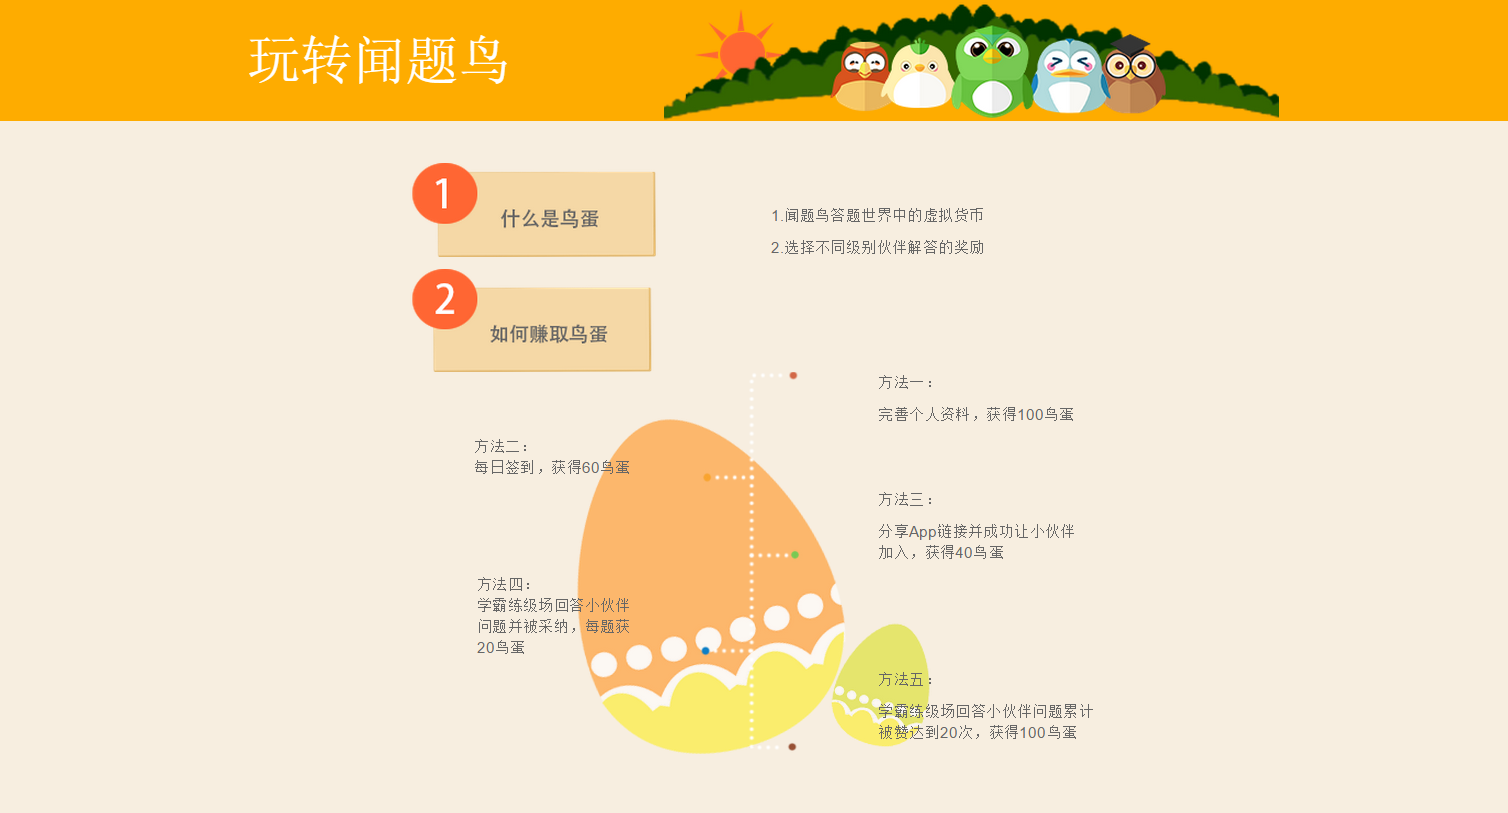 玩转闻题鸟
1
什么是鸟蛋
1.闻题鸟答题世界中的虚拟货币
2.选择不同级别伙伴解答的奖励
2
如何赚取鸟蛋
方法一：
完善个人资料，获得100鸟蛋
方法二：
每日签到，获得60鸟蛋
方法三：
分享App链接并成功让小伙伴
加入，获得40鸟蛋
方法四：
学霸练级场回答小伙伴
问题并被采纳，每题获
20鸟蛋
方法五：
学霸练级场回答小伙伴问题累计
被赞达到20次，获得100鸟蛋